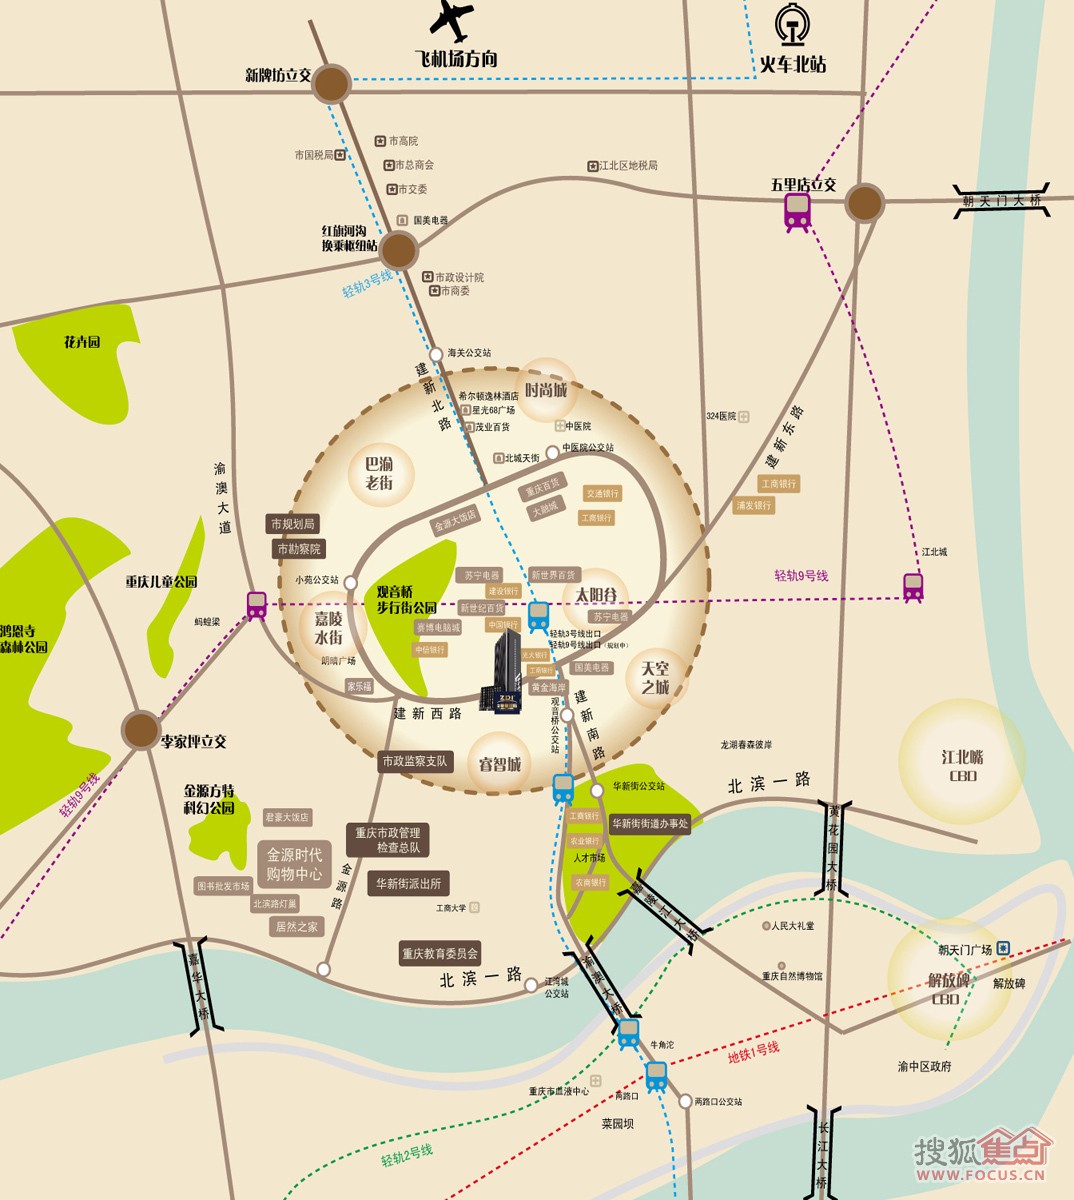 飞机场方向
火车北站
新牌坊立交
市高院
市国税局
市总商会
江北区地税局
市交委
五里店立交
朝天门大桥
国美电器
红旗河沟
换乘枢纽站
轻轨3号线
市政设计院
市商委
花卉园
海关公交站
建新北路
时尚城
希尔顿逸林酒店
星光68广场
茂业百货
中医院
324医院
建新东路
中医院公交站
北城天街
巴渝
老街
渝澳大道
重庆百货
大融城
交通银行
工商银行
工商银行
浦发银行
金源大饭店
市规划局
市勘察院
江北城
重庆儿童公园
小苑公交站
观音桥
步行街公园
苏宁电器
新世界百货
建设银行
太阳谷
轻轨9号线
新世纪百货
苏宁电器
蚂蝗梁
嘉陵
水街
赛博电脑城
中国银行
鸿恩寺
森林公园
中信银行
轻轨3号线出口
轻轨9号线出口(规划中)
光大银行
工商银行
国美电器
天空
之城
朗晴广场
家乐福
黄金海岸
建新西路
观音桥公交站
建新南路
李家坪立交
轻轨9号线
市政监察支队
睿智城
龙湖春森彼岸
江北嘴
CBD
北滨一路
华新街公交站
金源方特
科幻公园
君豪大饭店
重庆市政管理
检查总队
工商银行
华新街街道办事处
农业银行
人才市场
黄花园大桥
金源时代
购物中心
金源路
华新街派出所
图书批发市场
农商银行
嘉陵江大桥
北滨路灯巢
工商大学
居然之家
人民大礼堂
重庆教育委员会
朝天门广场
嘉华大桥
北滨一路
江湾城
公交站
渝澳大桥
重庆自然博物馆
解放碑
CBD
解放碑
牛角沱
地铁1号线
渝中区政府
重庆市血液中心
两路口
两路口公交站
菜园坝
轻轨2号线
长江大桥
搜狐焦点
WWW.FOCUS.CN